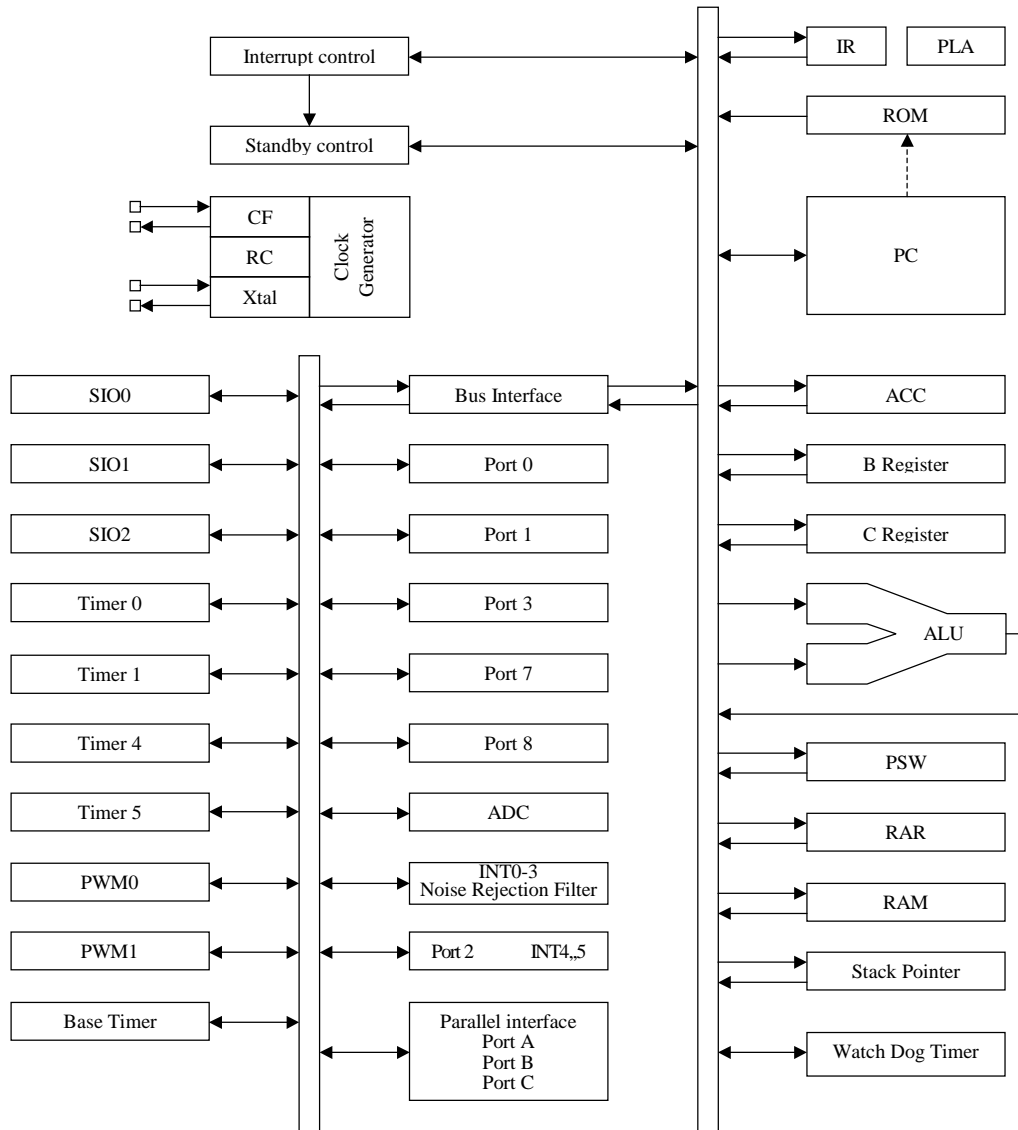 Interrupt control
IR
PLA
ROM
Standby control
CF
RC
Xtal
Clock
Generator
PC
SIO0
Bus Interface
ACC
SIO1
Port 0
B Register
SIO2
Port 1
C Register
Timer 0
Port 3
ALU
Timer 1
Port 7
Timer 4
Port 8
PSW
Timer 5
ADC
RAR
PWM0
INT0-3
Noise Rejection Filter
RAM
PWM1
Port 2 INT4,,5
Stack Pointer
Base Timer
Parallel interface
Port A
Port B
Port C
Watch Dog Timer